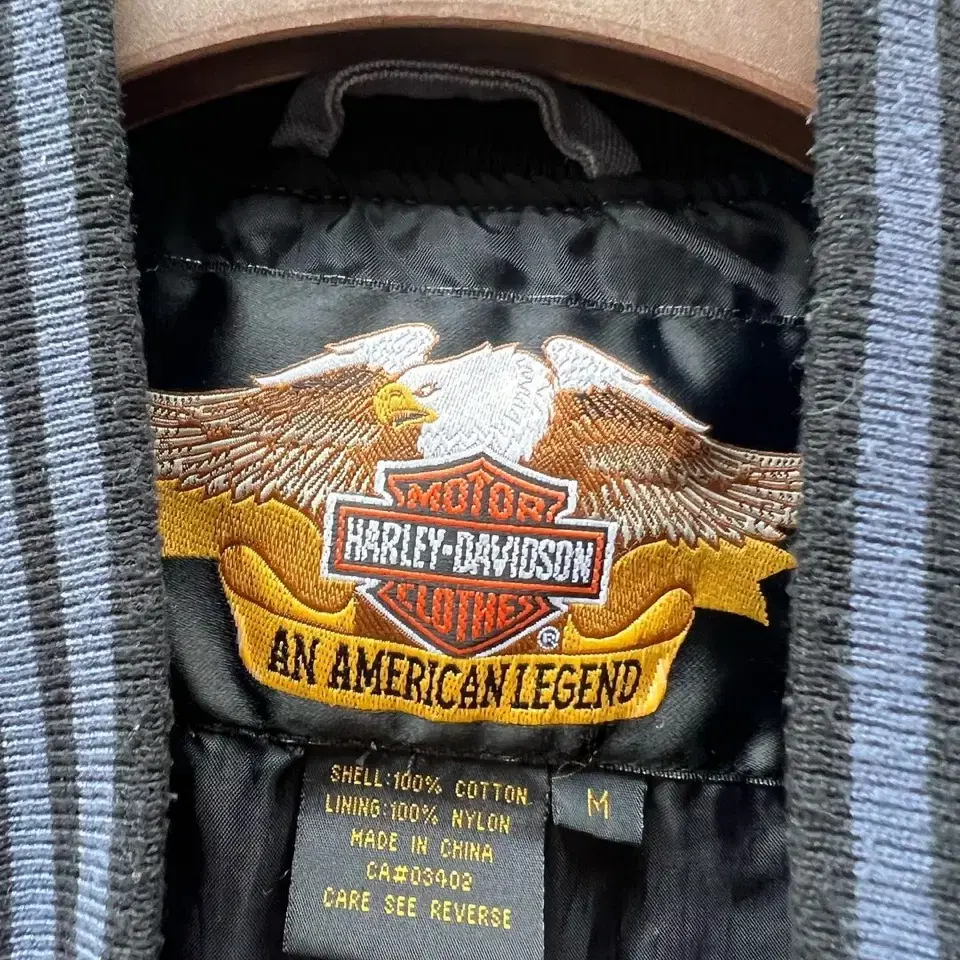 MOTOR
HARLEY-DAVIDSON
CLOTHES
®
AN AMERICAN LEGEND
SHELL:100% COTTON
LINING:100% NYLON
MADE IN CHINA
CA#03402
CARE SEE REVERSE
M